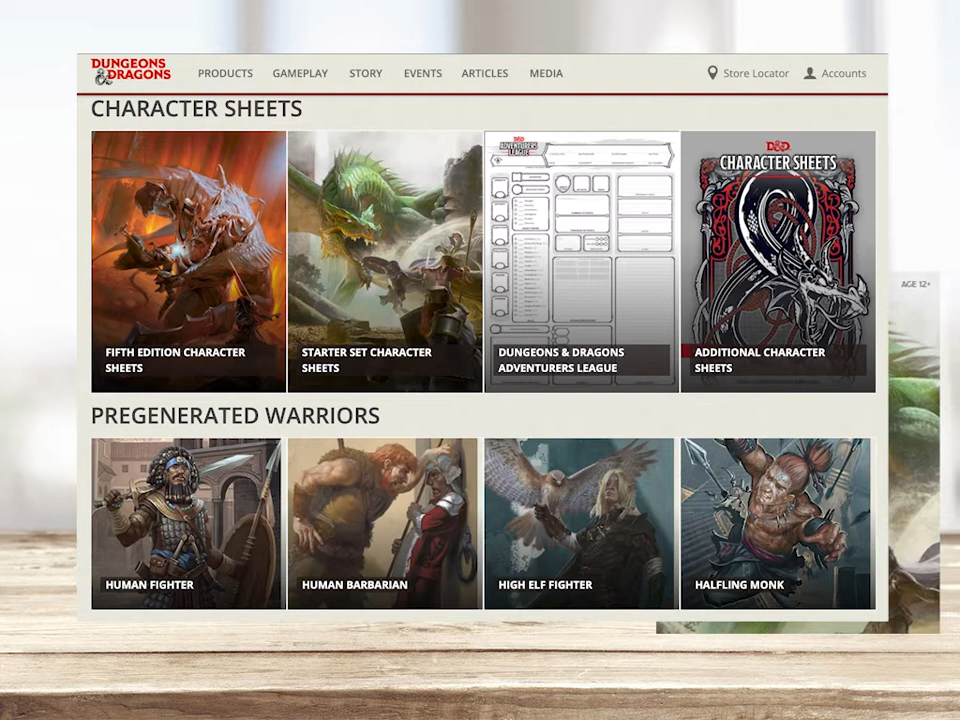 DUNGEONS
& DRAGONS
PRODUCTS GAMEPLAY STORY EVENTS ARTICLES MEDIA Store Locator Accounts
CHARACTER SHEETS
FIFTH EDITION CHARACTER
SHEETS
STARTER SET CHARACTER
SHEETS
D&D
ADVENTURERS
LEAGUE
DUNGEONS & DRAGONS
ADVENTURERS LEAGUE
D&D
CHARACTER SHEETS
ADDITIONAL CHARACTER
SHEETS
AGE 12+
PREGENERATED WARRIORS
HUMAN FIGHTER
HUMAN BARBARIAN
HIGH ELF FIGHTER
HALFLING MONK